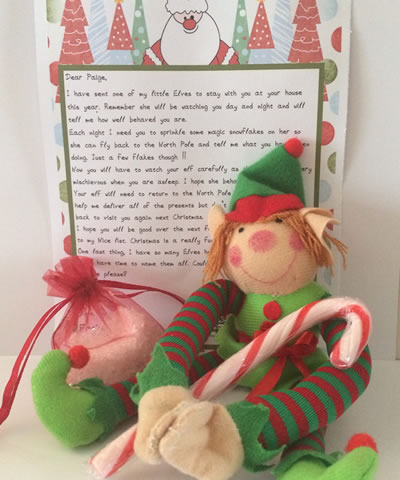 Dear Paige,
I have sent one of my little Elves to stay with you at your house
this year. Remember she will be watching you day and night and will
tell me how well behaved you are.
Each night I need you to sprinkle some magic snowflakes on her so
she can fly back to the North Pole and tell me what you ha
doing. Just a few flakes though !!
Now you will have to watch your elf carefully as very
mischievous when you are asleep. I hope she beh
Your elf will need to return to the North Pole
help me deliver all of the presents but
back to visit you again next Christmas.
I hope you will be good over the next f
to my Nice list. Christmas is a really
One last thing, I have so many Elves h
have time to name them all. Coul
please?